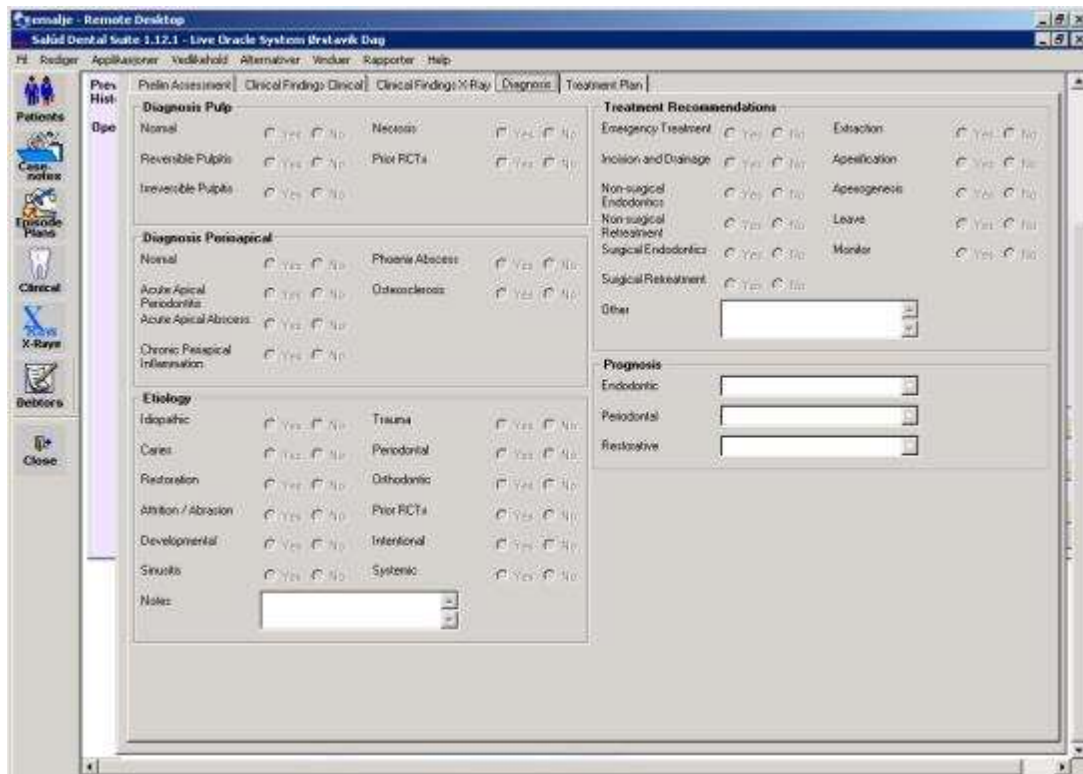 emalje - Remote Desktop
Salúd Dental Suite 1.12.1 - Live Oracle System Ørstavik Dag
Fil Rediger Applikasjoner Vedlikehold Alternativer Vinduer Rapporter Help
Patients
Case-notes
Episode Plans
Clinical
X-Rays
X-Rays
Debtors
Close
Prev
Hist
Ope
Prelim Assessment Clinical Findings Clinical Clinical Findings X-Ray Diagnosis Treatment Plan
Diagnosis Pulp
Normal Yes No Necrosis Yes No
Reversible Pulpitis Yes No Prior RCTx Yes No
Irreversible Pulpitis Yes No
Diagnosis Periapical
Normal Yes No Phoenix Abscess Yes No
Acute Apical Periodontitis Yes No Osteosclerosis Yes No
Acute Apical Abscess Yes No
Chronic Periapical Inflammation Yes No
Etiology
Idiopathic Yes No Trauma Yes No
Caries Yes No Periodontal Yes No
Restoration Yes No Orthodontic Yes No
Attrition / Abrasion Yes No Prior RCTx Yes No
Developmental Yes No Intentional Yes No
Sinusitis Yes No Systemic Yes No
Notes
Treatment Recommendations
Emergency Treatment Yes No Extraction Yes No
Incision and Drainage Yes No Apexification Yes No
Non-surgical Endodontics Yes No Apexogenesis Yes No
Non-surgical Retreatment Yes No Leave Yes No
Surgical Endodontics Yes No Monitor Yes No
Surgical Retreatment Yes No
Other
Prognosis
Endodontic
Periodontal
Restorative